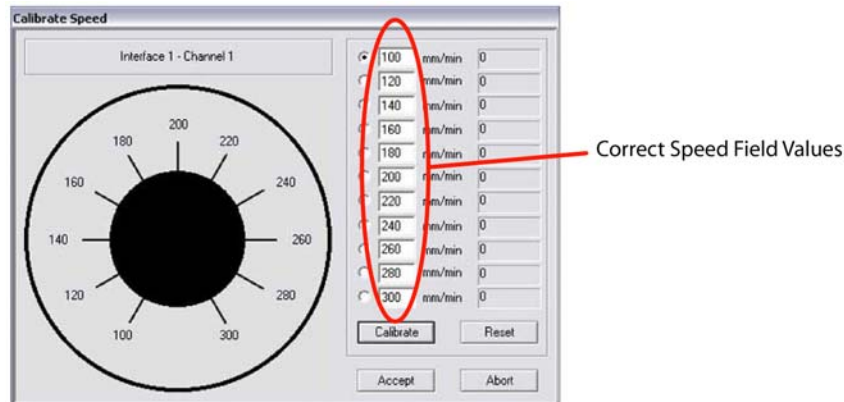 Calibrate Speed
Interface 1 - Channel 1
200
180
220
160
240
140
260
120
280
100
300
100 mm/min 0
120 mm/min 0
140 mm/min 0
160 mm/min 0
180 mm/min 0
200 mm/min 0
220 mm/min 0
240 mm/min 0
260 mm/min 0
280 mm/min 0
300 mm/min 0
Calibrate Reset
Accept Abort
Correct Speed Field Values